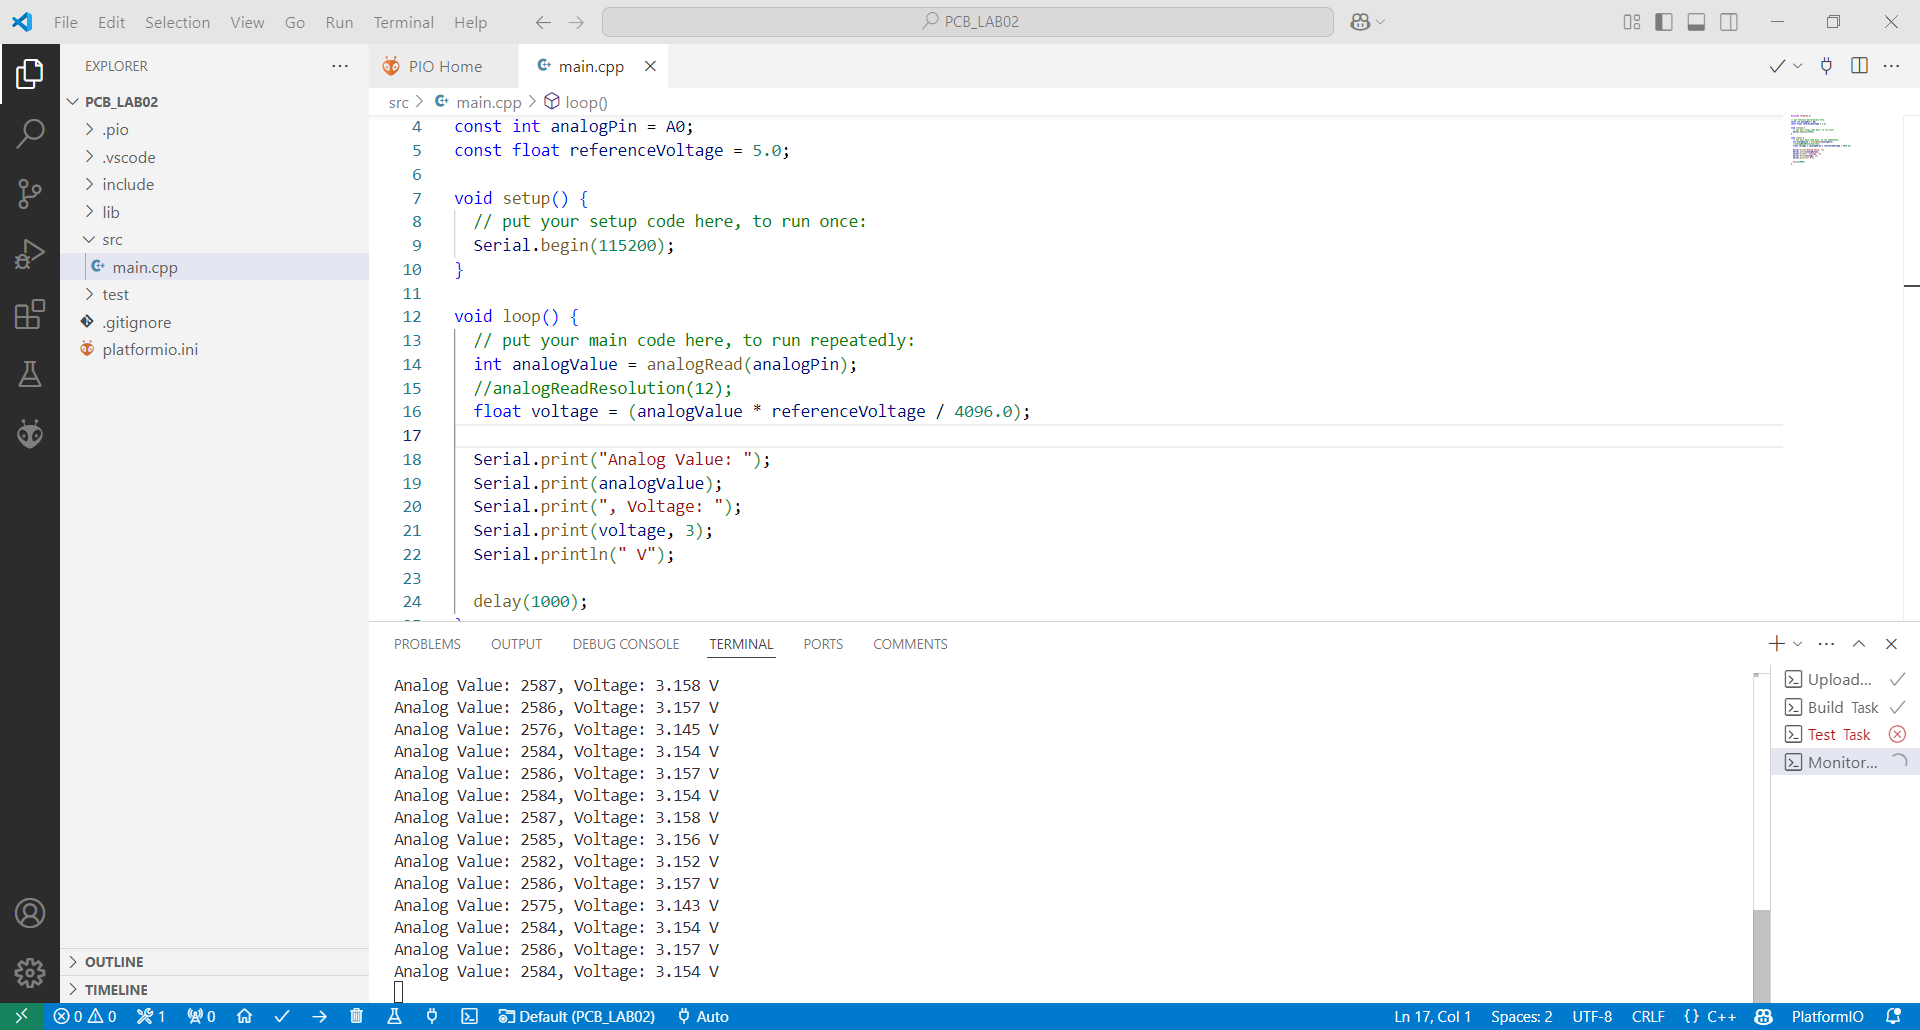 File Edit Selection View Go Run Terminal Help PCB_LAB02
EXPLORER
PCB_LAB02
.pio
.vscode
include
lib
src
main.cpp
test
.gitignore
platformio.ini
OUTLINE
TIMELINE
PIO Home main.cpp
src main.cpp loop()
4 const int analogPin = A0;
5 const float referenceVoltage = 5.0;
6
7 void setup() {
8 // put your setup code here, to run once:
9 Serial.begin(115200);
10 }
11
12 void loop() {
13 // put your main code here, to run repeatedly:
14 int analogValue = analogRead(analogPin);
15 //analogReadResolution(12);
16 float voltage = (analogValue * referenceVoltage / 4096.0);
17
18 Serial.print("Analog Value: ");
19 Serial.print(analogValue);
20 Serial.print(", Voltage: ");
21 Serial.print(voltage, 3);
22 Serial.println(" V");
23
24 delay(1000);
PROBLEMS OUTPUT DEBUG CONSOLE TERMINAL PORTS COMMENTS
Analog Value: 2587, Voltage: 3.158 V
Analog Value: 2586, Voltage: 3.157 V
Analog Value: 2576, Voltage: 3.145 V
Analog Value: 2584, Voltage: 3.154 V
Analog Value: 2586, Voltage: 3.157 V
Analog Value: 2584, Voltage: 3.154 V
Analog Value: 2587, Voltage: 3.158 V
Analog Value: 2585, Voltage: 3.156 V
Analog Value: 2582, Voltage: 3.152 V
Analog Value: 2586, Voltage: 3.157 V
Analog Value: 2575, Voltage: 3.143 V
Analog Value: 2584, Voltage: 3.154 V
Analog Value: 2586, Voltage: 3.157 V
Analog Value: 2584, Voltage: 3.154 V
Upload...
Build Task
Test Task
Monitor...
0 0 1 0 Default (PCB_LAB02) Auto Ln 17, Col 1 Spaces: 2 UTF-8 CRLF {} C++ PlatformIO